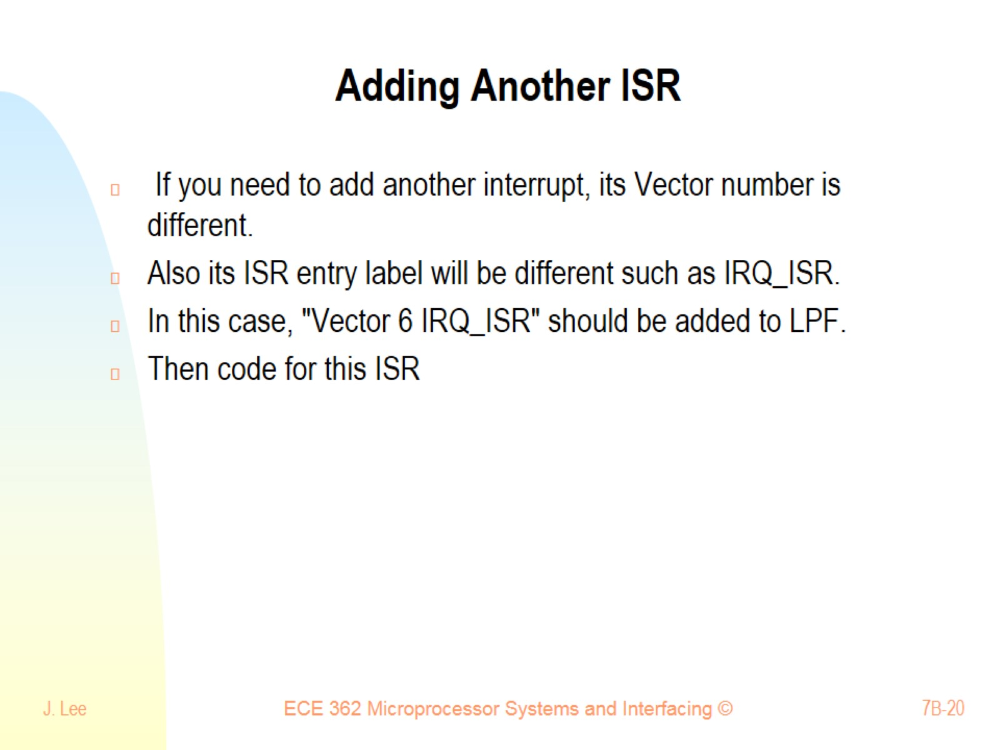 Adding Another ISR
If you need to add another interrupt, its Vector number is
different.
Also its ISR entry label will be different such as IRQ_ISR.
In this case, "Vector 6 IRQ_ISR" should be added to LPF.
Then code for this ISR
J. Lee
ECE 362 Microprocessor Systems and Interfacing ©
7B-20